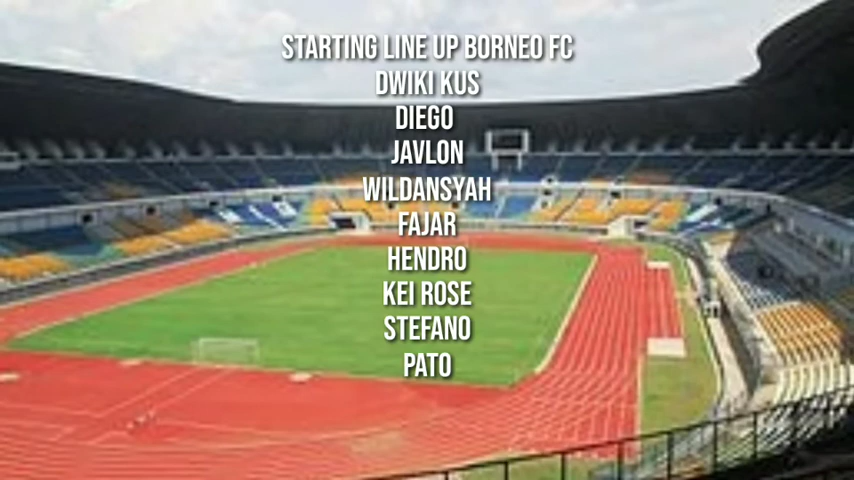 STARTING LINE UP BORNEO FC
DWIKI KUS
DIEGO
JAVLON
WILDANSYAH
FAJAR
HENDRO
KEI ROSE
STEFANO
PATO